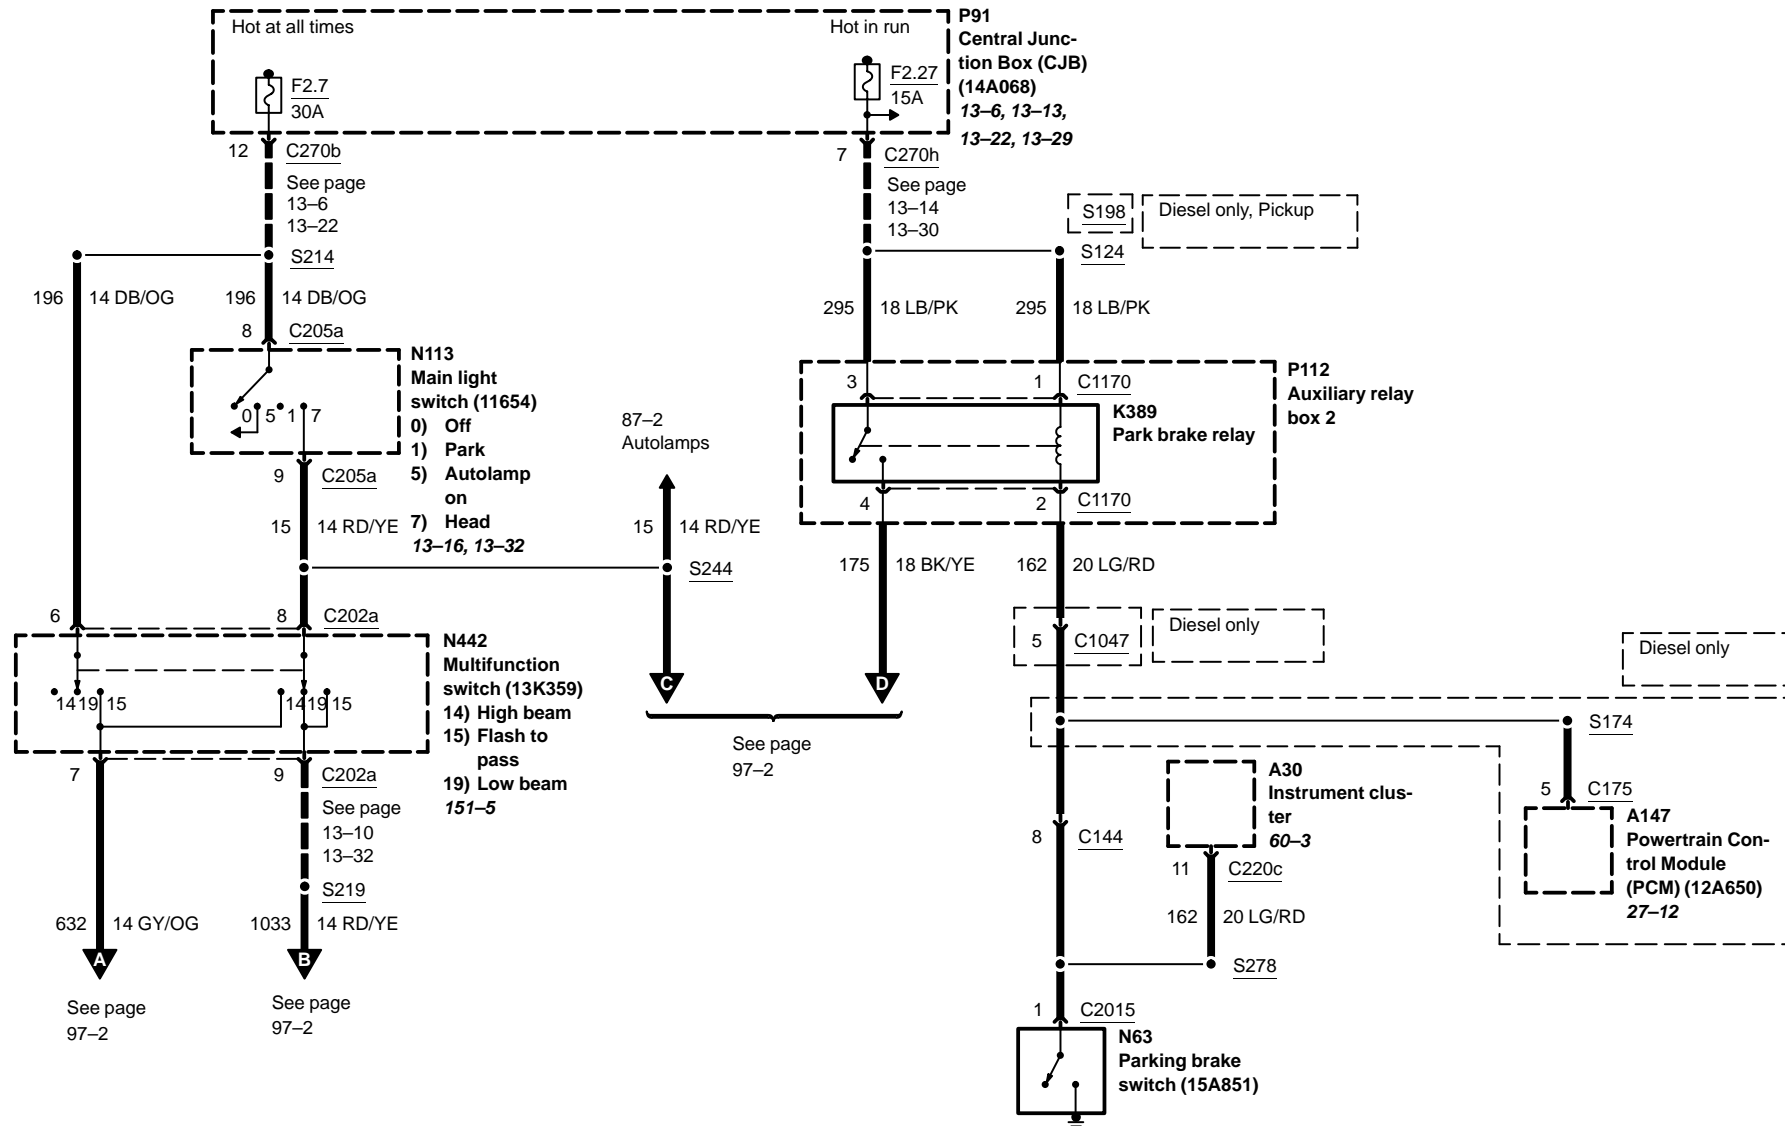 Hot at all times
Hot in run
P91
Central Junc-
tion Box (CJB)
(14A068)
13–6, 13–13,
13–22, 13–29
F2.7
30A
F2.27
15A
12 C270b
See page
13–6
13–22
7 C270h
See page
13–14
13–30
S198
Diesel only, Pickup
S214
S124
196 14 DB/OG
196 14 DB/OG
295 18 LB/PK
295 18 LB/PK
8 C205a
N113
Main light
switch (11654)
0) Off
1) Park
5) Autolamp
on
7) Head
13–16, 13–32
0 5 1 7
9 C205a
15 14 RD/YE
87–2
Autolamps
15 14 RD/YE
S244
P112
Auxiliary relay
box 2
3 1 C1170
K389
Park brake relay
4 2 C1170
175 18 BK/YE
162 20 LG/RD
5 C1047
Diesel only
Diesel only
6 8 C202a
N442
Multifunction
switch (13K359)
14) High beam
15) Flash to
pass
19) Low beam
151–5
14 19 15
14 19 15
7 9 C202a
See page
13–10
13–32
S219
632 14 GY/OG
1033 14 RD/YE
A
B
See page
97–2
See page
97–2
C
D
See page
97–2
S174
5 C175
A147
Powertrain Con-
trol Module
(PCM) (12A650)
27–12
A30
Instrument clus-
ter
60–3
8 C144
11 C220c
162 20 LG/RD
S278
1 C2015
N63
Parking brake
switch (15A851)